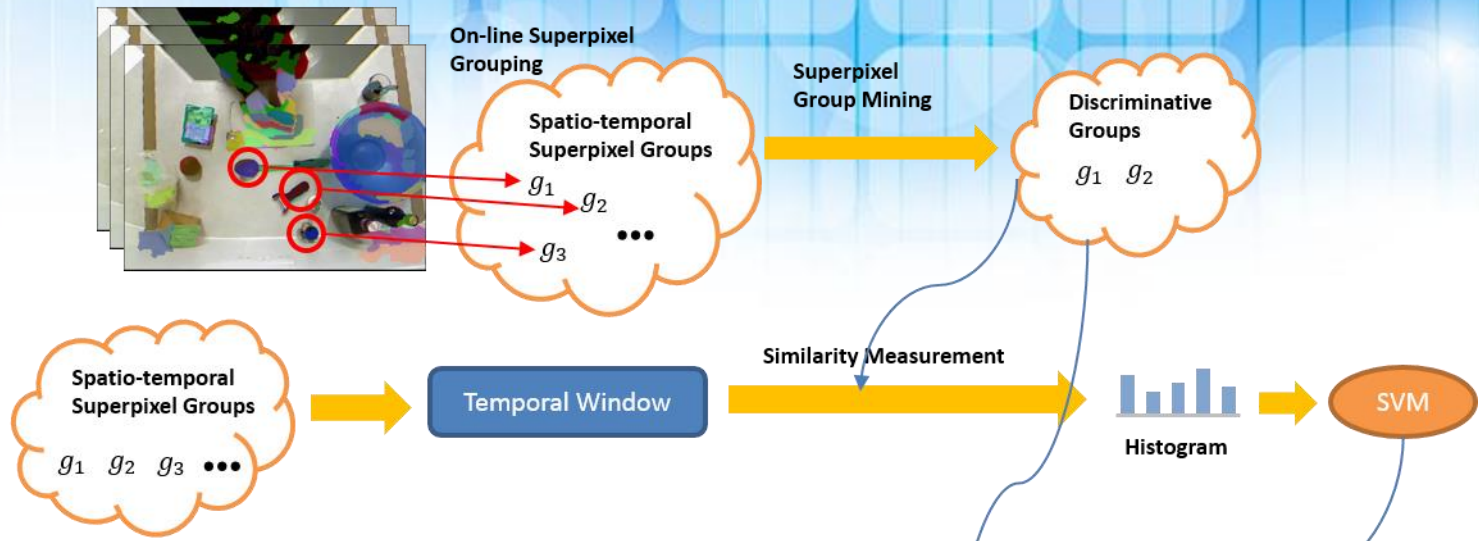 On-line Superpixel
Grouping
Spatio-temporal
Superpixel Groups
g₁
g₂
g₃ •••
Superpixel
Group Mining
Discriminative
Groups
g₁ g₂
Spatio-temporal
Superpixel Groups
g₁ g₂ g₃ •••
Temporal Window
Similarity Measurement
Histogram
SVM